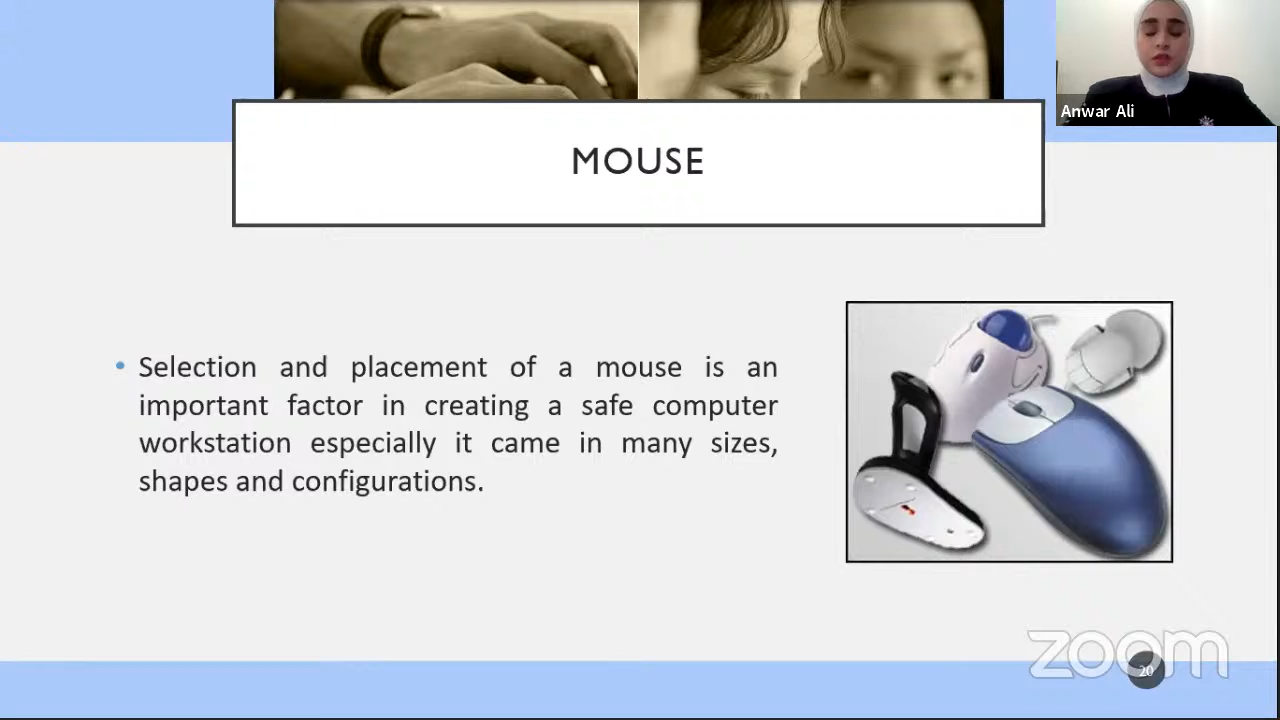 Anwar Ali
MOUSE
• Selection and placement of a mouse is an
important factor in creating a safe computer
workstation especially it came in many sizes,
shapes and configurations.
zoom
20